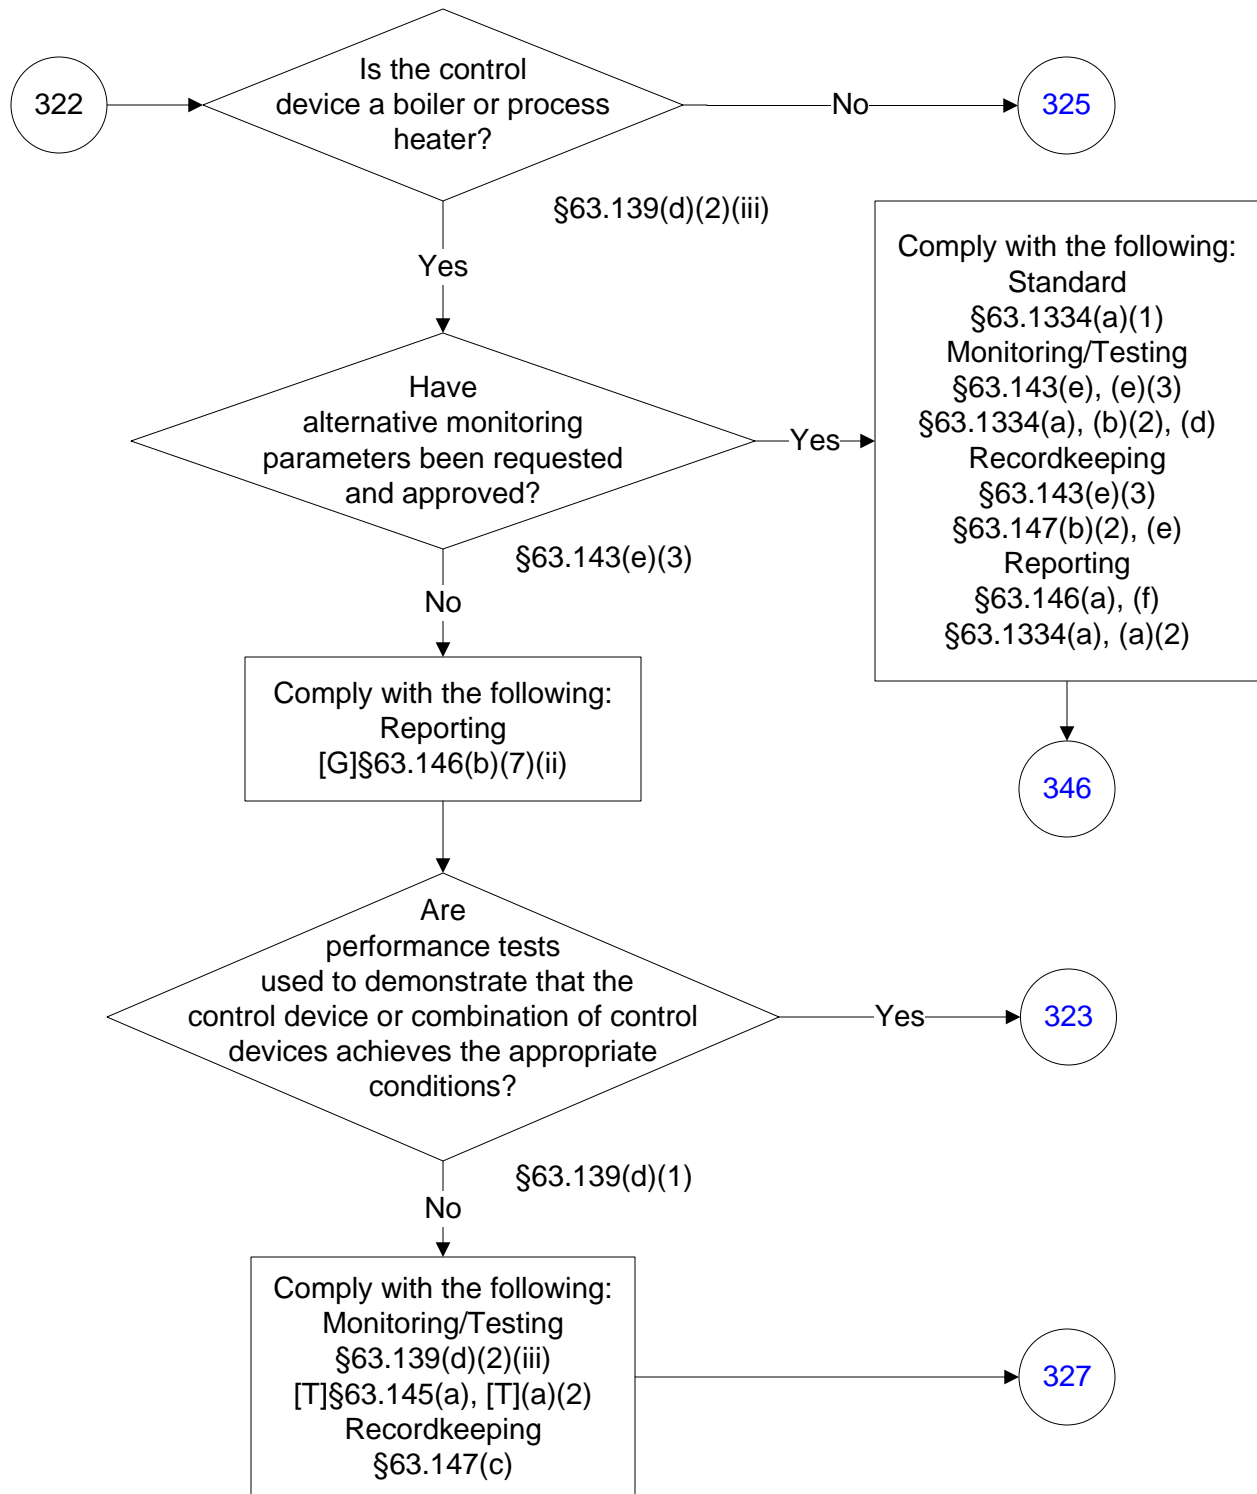 322
Is the control
device a boiler or process
heater?
No
325
§63.139(d)(2)(iii)
Yes
Have
alternative monitoring
parameters been requested
and approved?
Yes
Comply with the following:
Standard
§63.1334(a)(1)
Monitoring/Testing
§63.143(e), (e)(3)
§63.1334(a), (b)(2), (d)
Recordkeeping
§63.143(e)(3)
§63.147(b)(2), (e)
Reporting
§63.146(a), (f)
§63.1334(a), (a)(2)
346
§63.143(e)(3)
No
Comply with the following:
Reporting
[G]§63.146(b)(7)(ii)
Are
performance tests
used to demonstrate that the
control device or combination of control
devices achieves the appropriate
conditions?
Yes
323
§63.139(d)(1)
No
Comply with the following:
Monitoring/Testing
§63.139(d)(2)(iii)
[T]§63.145(a), [T](a)(2)
Recordkeeping
§63.147(c)
327